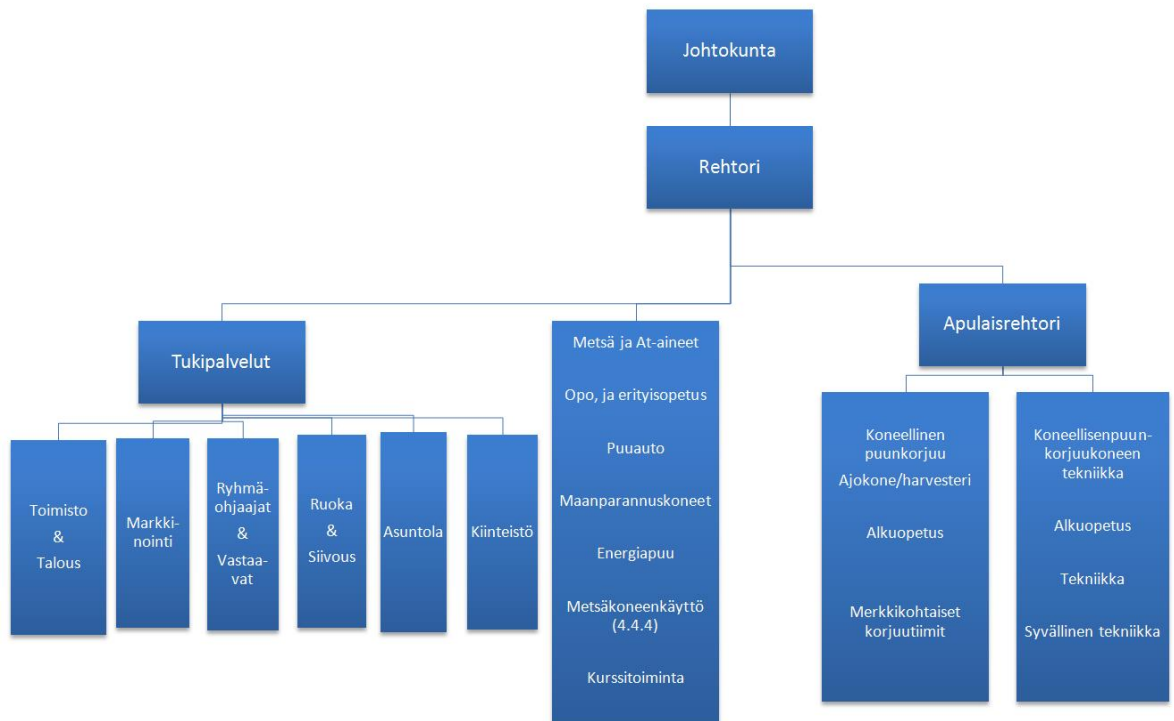 Johtokunta
Rehtori
Tukipalvelut
Toimisto
&
Talous
Markki-
nointi
Ryhmä-
ohjaajat
&
Vastaa-
vat
Ruoka
&
Siivous
Asuntola
Kiinteistö
Metsä ja At-aineet
Opo, ja erityisopetus
Puuauto
Maanparannuskoneet
Energiapuu
Metsäkoneenkäyttö
(4.4.4)
Kurssitoiminta
Apulaisrehtori
Koneellinen
puunkorjuu
Ajokone/harvesteri
Alkuopetus
Merkkikohtaiset
korjuutiimit
Koneellisenpuun-
korjuukoneen
tekniikka
Alkuopetus
Tekniikka
Syvällinen tekniikka